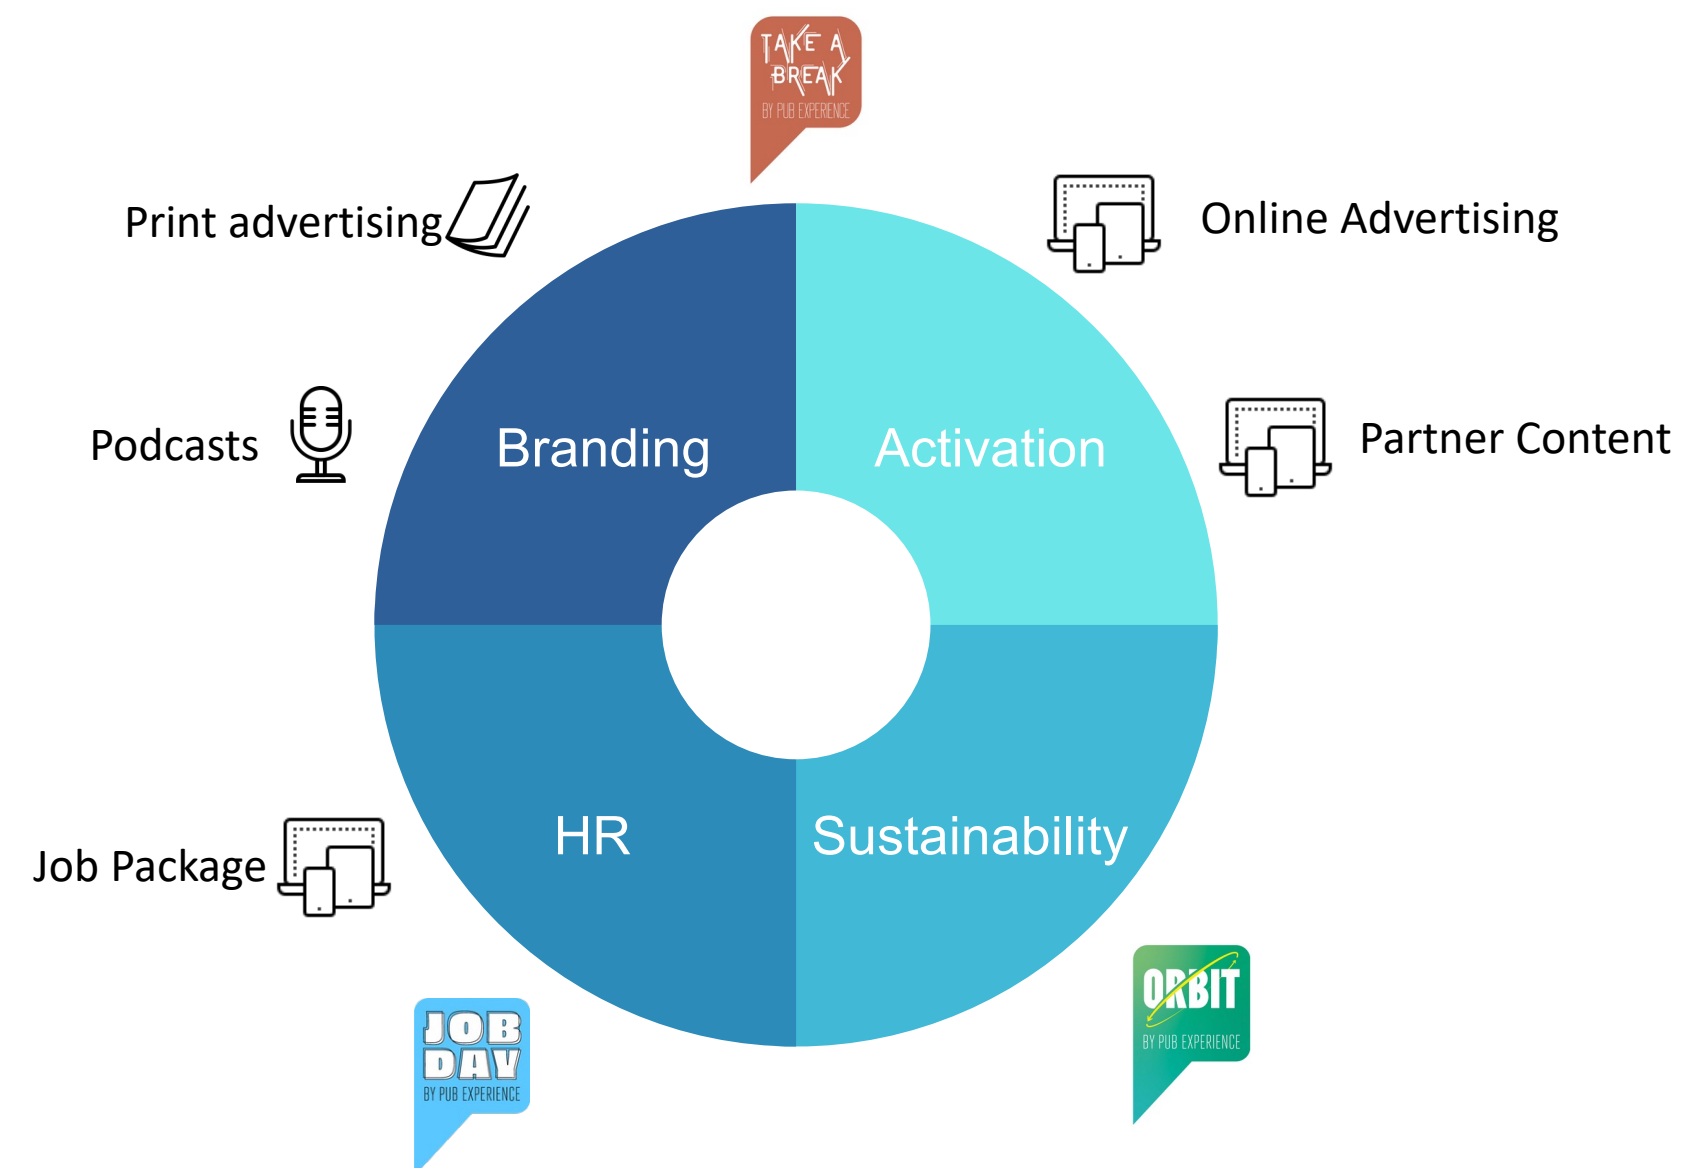 TAKE A
BREAK
BY PUB EXPERIENCE
Print advertising
Online Advertising
Podcasts
Branding
Activation
Partner Content
HR
Sustainability
Job Package
ORBIT
BY PUB EXPERIENCE
JOB
DAY
BY PUB EXPERIENCE